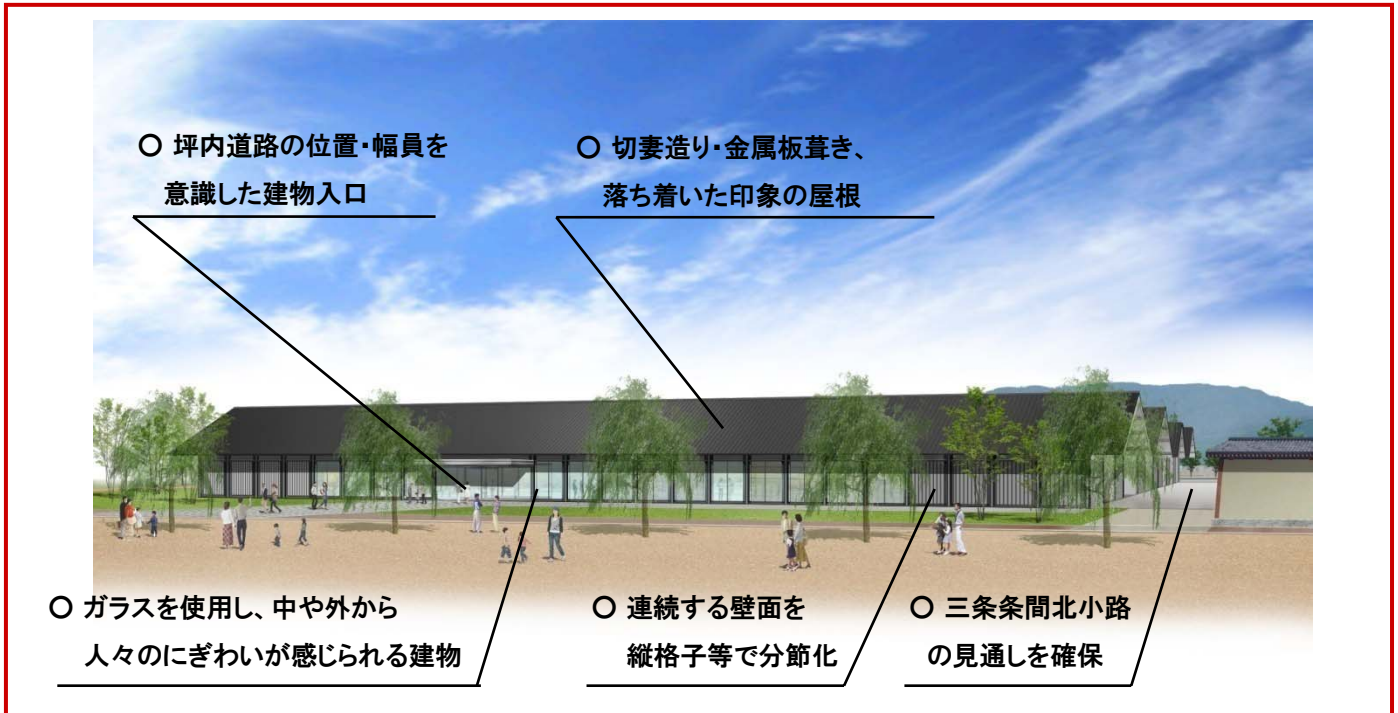 ○ 坪内道路の位置・幅員を
意識した建物入口
○ 切妻造り・金属板葺き、
落ち着いた印象の屋根
○ ガラスを使用し、中や外から
人々のにぎわいが感じられる建物
○ 連続する壁面を
縦格子等で分節化
○ 三条条間北小路
の見通しを確保